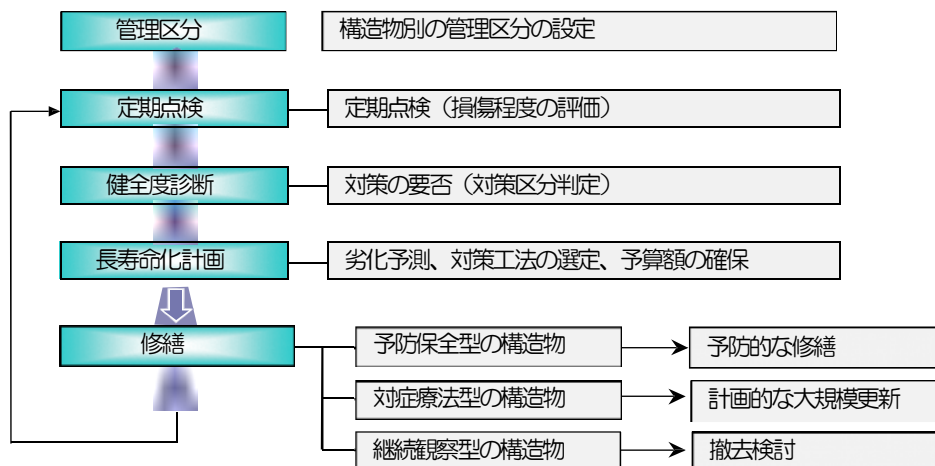 管理区分
構造物別の管理区分の設定
定期点検
定期点検（損傷程度の評価）
健全度診断
対策の要否（対策区分判定）
長寿命化計画
劣化予測、対策工法の選定、予算額の確保
修繕
予防保全型の構造物
予防的な修繕
対症療法型の構造物
計画的な大規模更新
継続観察型の構造物
撤去検討